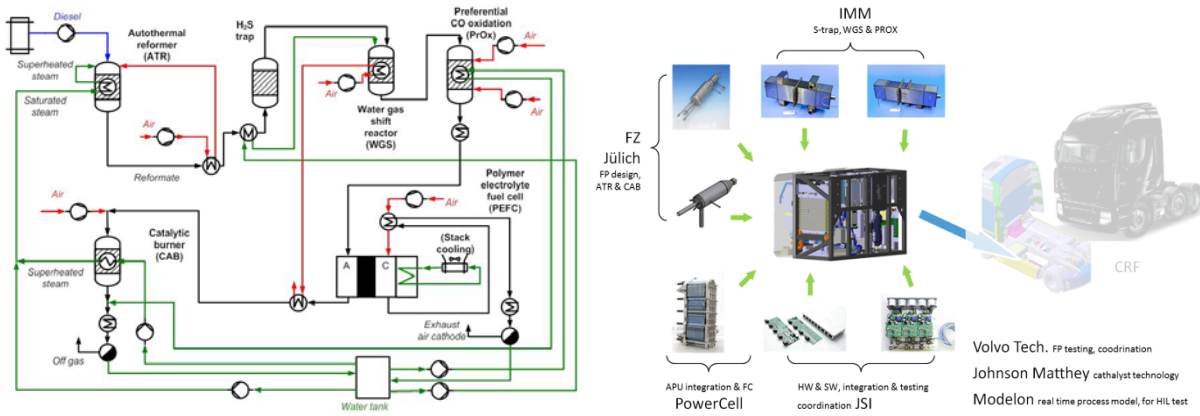 Diesel
Autothermal
reformer
(ATR)
Superheated
steam
Saturated
steam
Air
Reformate
H₂S
trap
Air
Water gas
shift
reactor
(WGS)
Preferential
CO oxidation
(PrOx)
Air
Air
Polymer
electrolyte
fuel cell
(PEFC)
Air
(Stack
cooling)
A
C
Air
Catalytic
burner
(CAB)
Superheated
steam
Off gas
Exhaust
air cathode
Water tank
IMM
S-trap, WGS & PROX
FZ
Jülich
FP design,
ATR & CAB
CRF
APU integration & FC
PowerCell
HW & SW, integration & testing
coordination JSI
Volvo Tech. FP testing, coodrination
Johnson Matthey cathalyst technology
Modelon real time process model, for HIL test